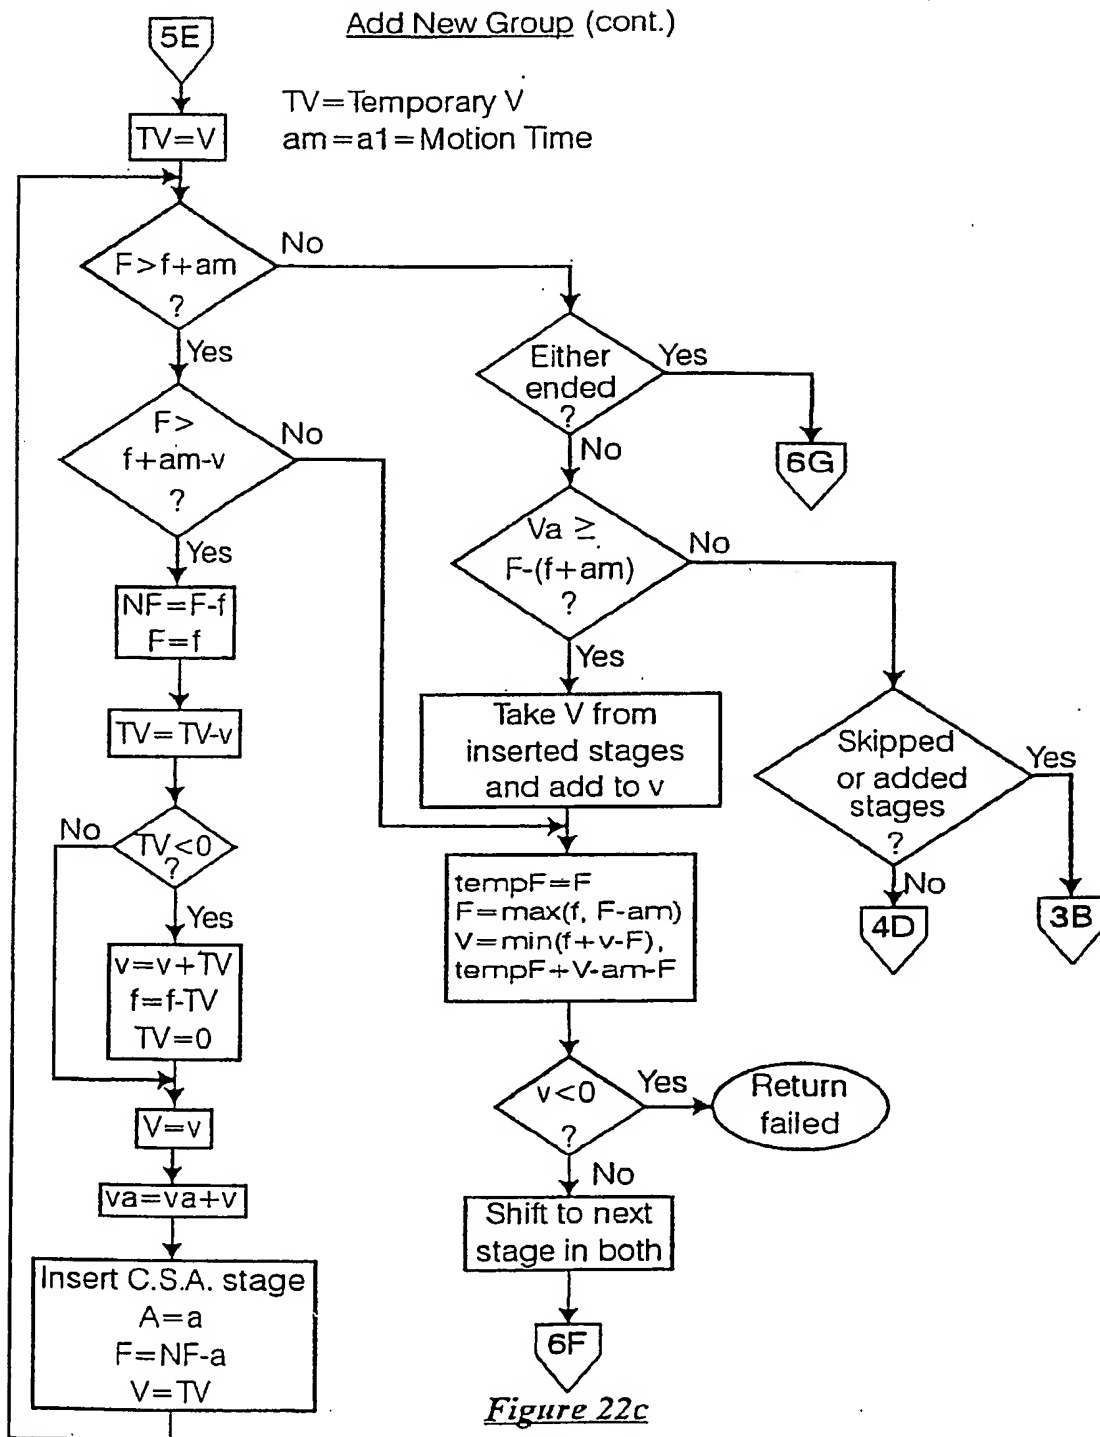 Add New Group (cont.)
5E
TV=Temporary V
am=a1=Motion Time
TV=V
F>f+am
?
No
Yes
Either
ended
?
Yes
No
6G
F>
f+am-v
?
No
Yes
Va ≥
F-(f+am)
?
No
Yes
NF=F-f
F=f
TV=TV-v
Take V from
inserted stages
and add to v
Skipped
or added
stages
?
Yes
No
4D
3B
TV<0
?
No
Yes
tempF=F
F=max(f, F-am)
V=min(f+v-F),
tempF+V-am-F
v=v+TV
f=f-TV
TV=0
V=v
va=va+v
v<0
?
Yes
No
Return
failed
Shift to next
stage in both
Insert C.S.A. stage
A=a
F=NF-a
V=TV
6F
Figure 22c